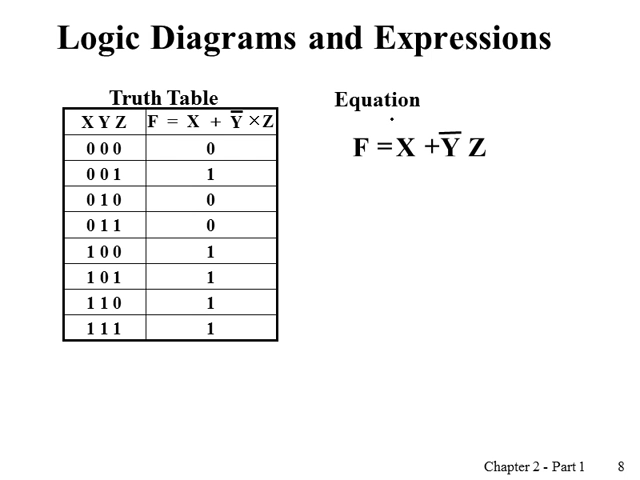 Logic Diagrams and Expressions
Truth Table
X Y Z F = X + Y̅ × Z
0 0 0 0
0 0 1 1
0 1 0 0
0 1 1 0
1 0 0 1
1 0 1 1
1 1 0 1
1 1 1 1
Equation
F = X + Y̅ Z
Chapter 2 - Part 1 8